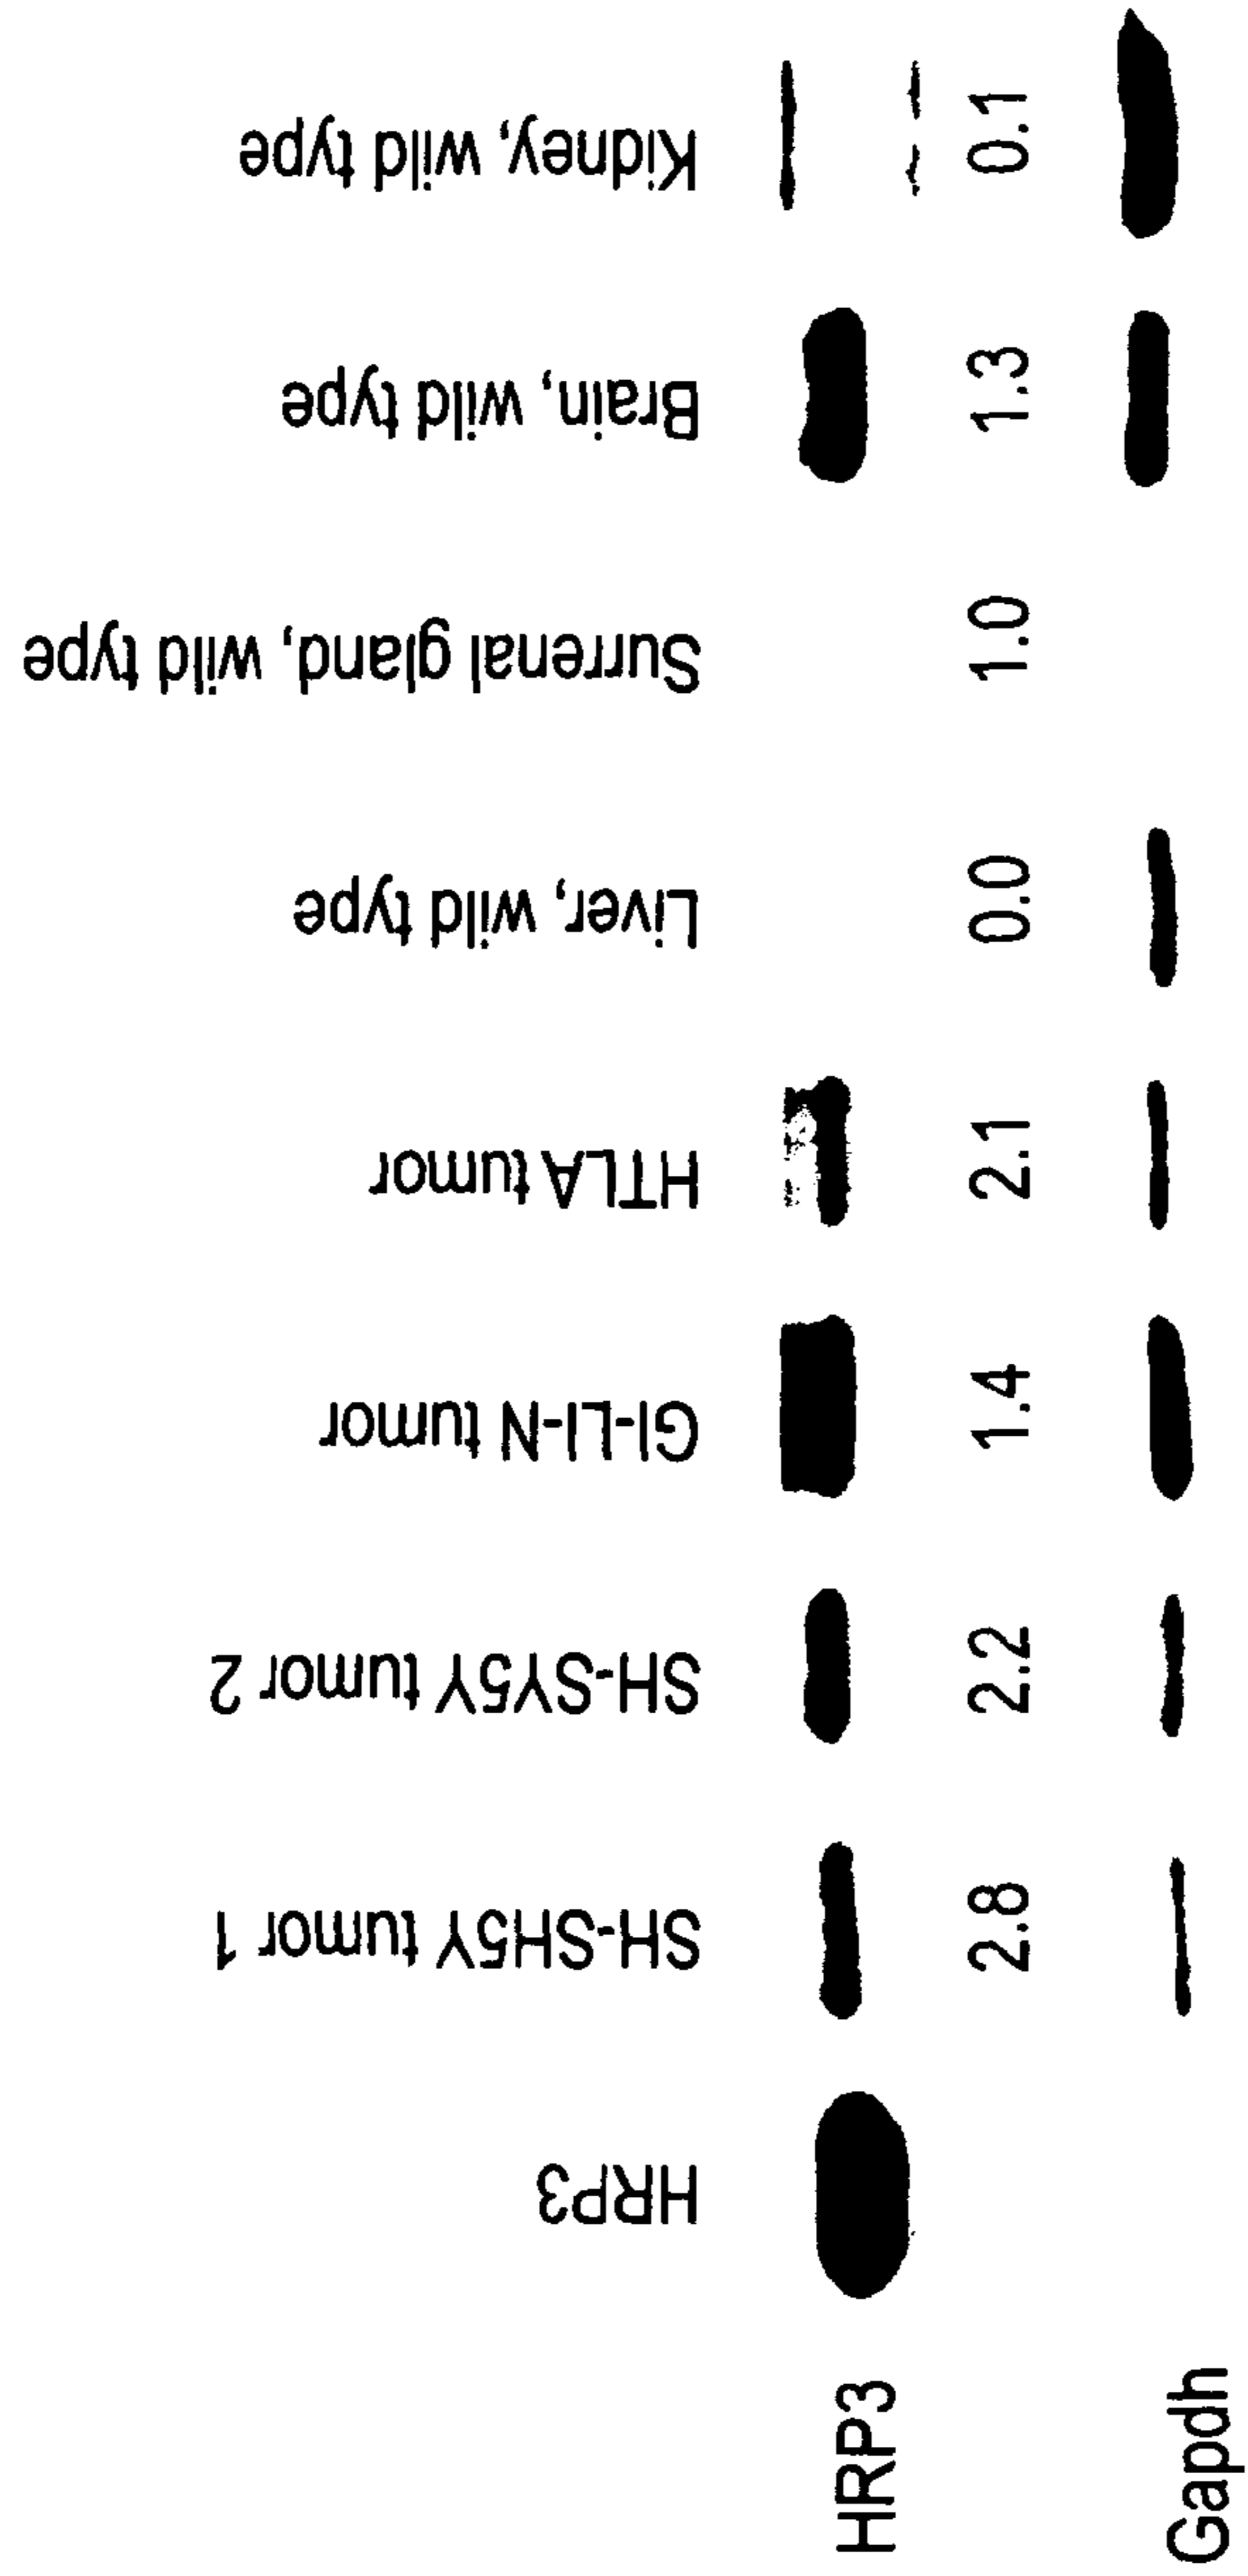 HRP3
SH-SH5Y tumor 1
SH-SY5Y tumor 2
GI-LI-N tumor
HTLA tumor
Liver, wild type
Surrenal gland, wild type
Brain, wild type
Kidney, wild type
HRP3
2.8 2.2 1.4 2.1 0.0 1.0 1.3 0.1
Gapdh